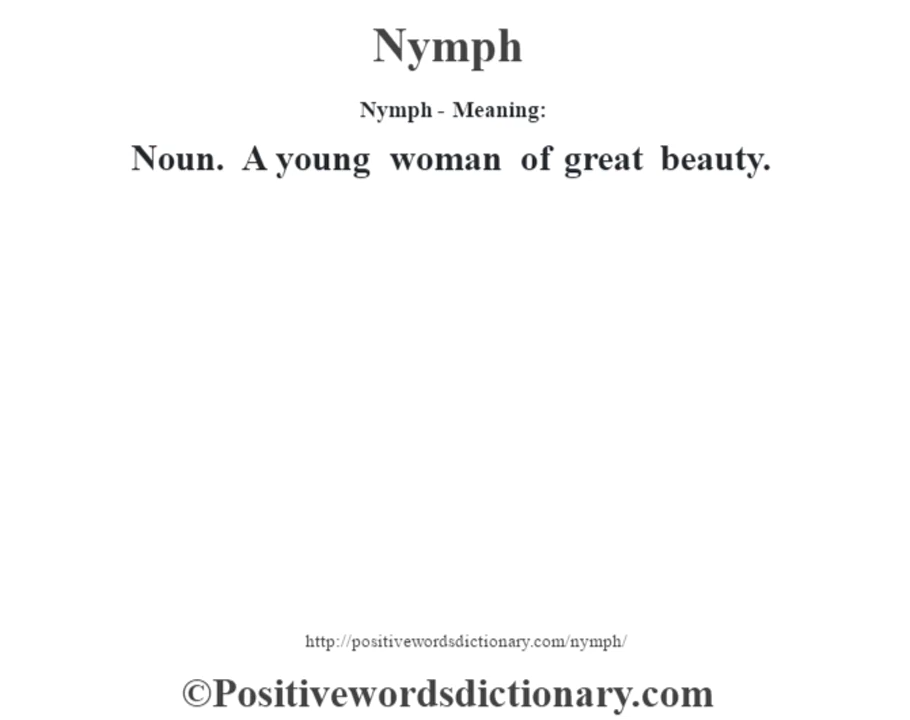 Nymph
Nymph - Meaning:
Noun. A young woman of great beauty.
http://positivewordsdictionary.com/nymph/
©Positivewordsdictionary.com